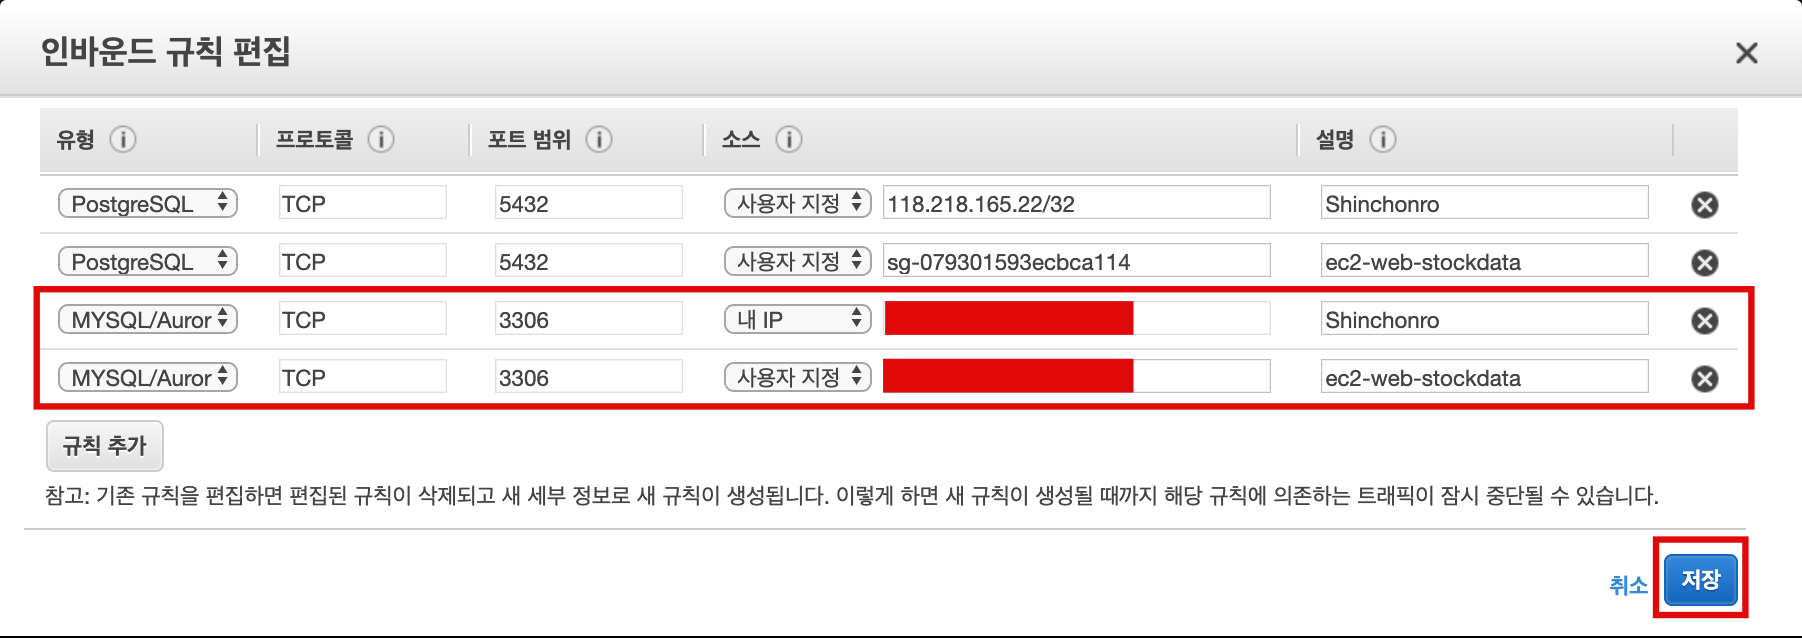 인바운드 규칙 편집
유형 프로토콜 포트 범위 소스 설명
PostgreSQL TCP 5432 사용자 지정 118.218.165.22/32 Shinchonro
PostgreSQL TCP 5432 사용자 지정 sg-079301593ecbca114 ec2-web-stockdata
MYSQL/Auror TCP 3306 내 IP Shinchonro
MYSQL/Auror TCP 3306 사용자 지정 ec2-web-stockdata
규칙 추가
참고: 기존 규칙을 편집하면 편집된 규칙이 삭제되고 새 세부 정보로 새 규칙이 생성됩니다. 이렇게 하면 새 규칙이 생성될 때까지 해당 규칙에 의존하는 트래픽이 잠시 중단될 수 있습니다.
취소 저장